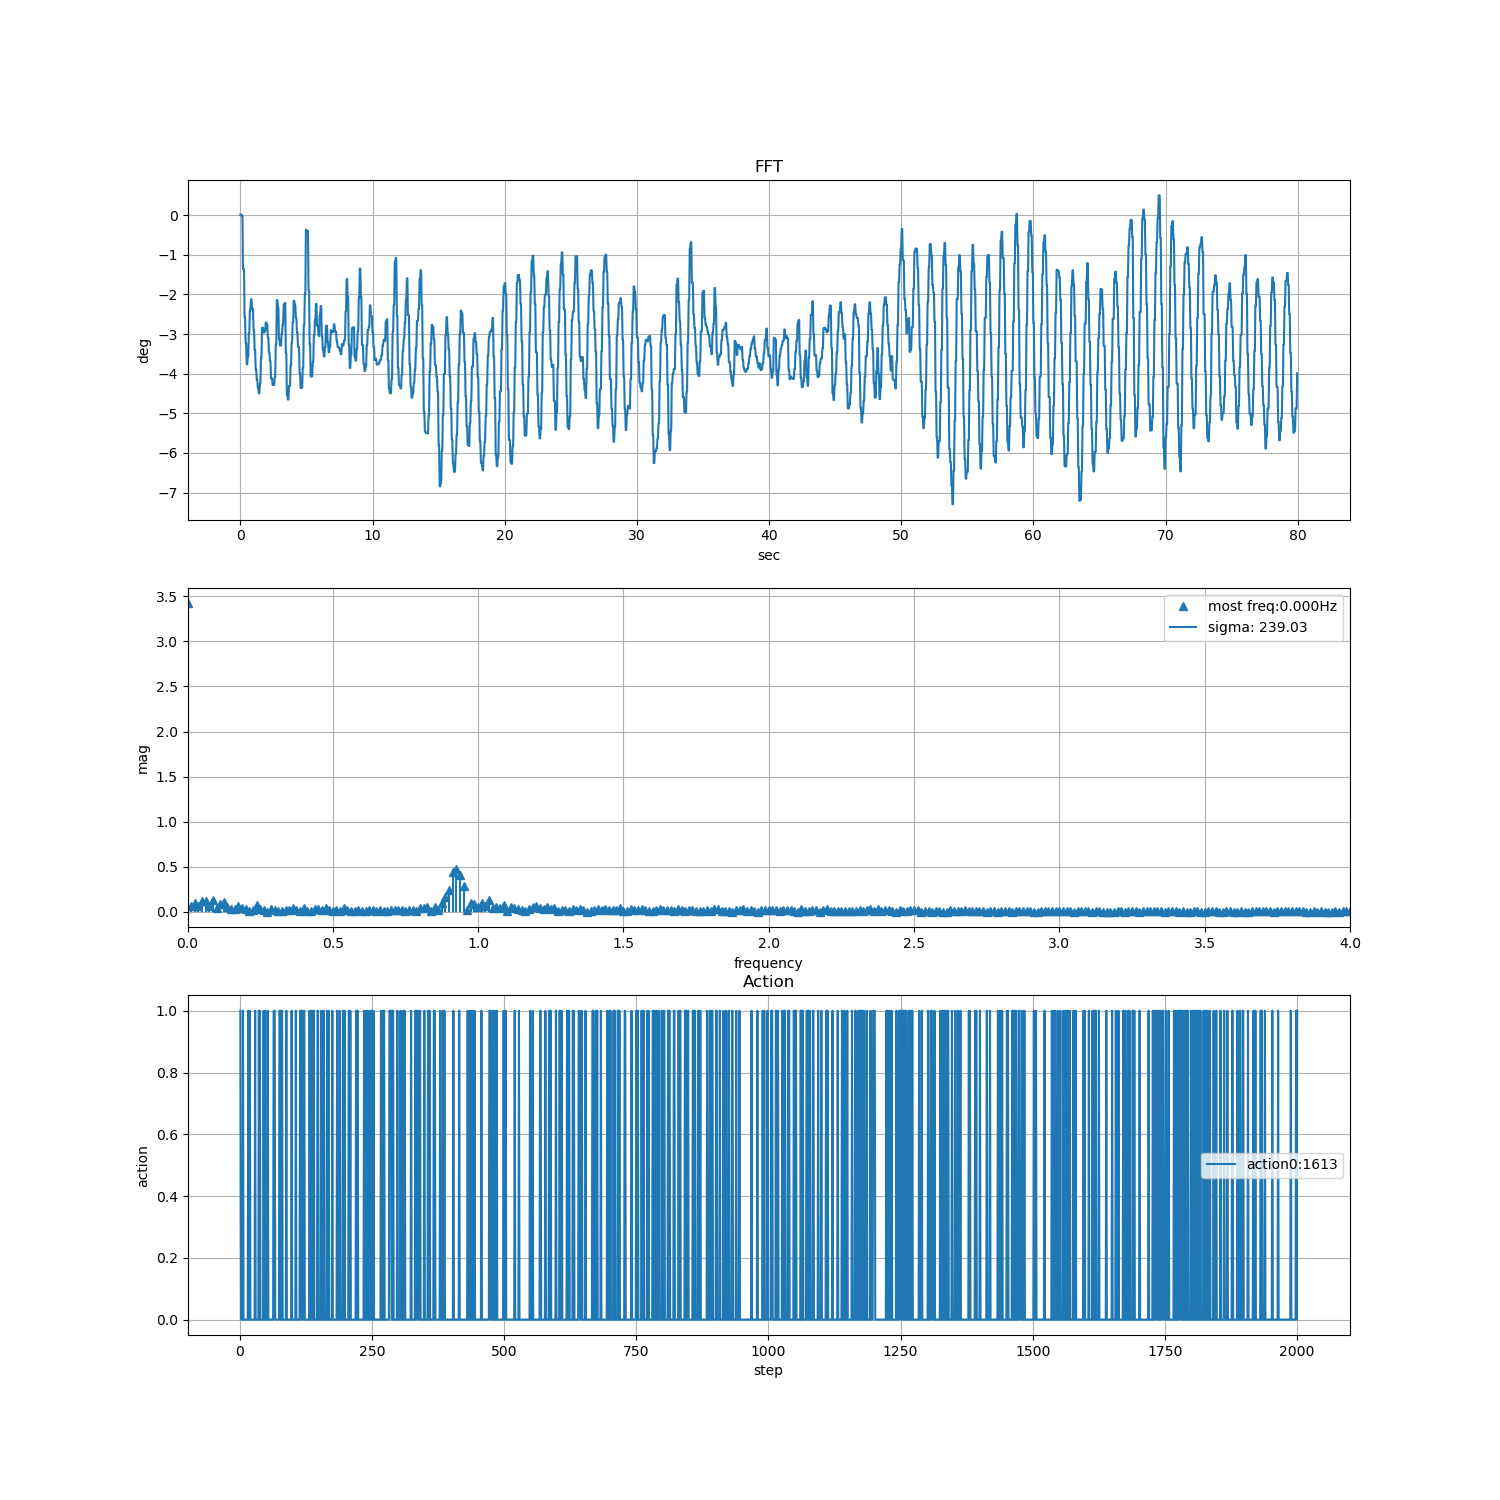 FFT
0
−1
−2
−3
−4
−5
−6
−7
deg
0 10 20 30 40 50 60 70 80
sec
3.5
3.0
2.5
2.0
1.5
1.0
0.5
0.0
mag
most freq:0.000Hz
sigma: 239.03
0.0 0.5 1.0 1.5 2.0 2.5 3.0 3.5 4.0
frequency
Action
1.0
0.8
0.6
0.4
0.2
0.0
action
action0:1613
0 250 500 750 1000 1250 1500 1750 2000
step